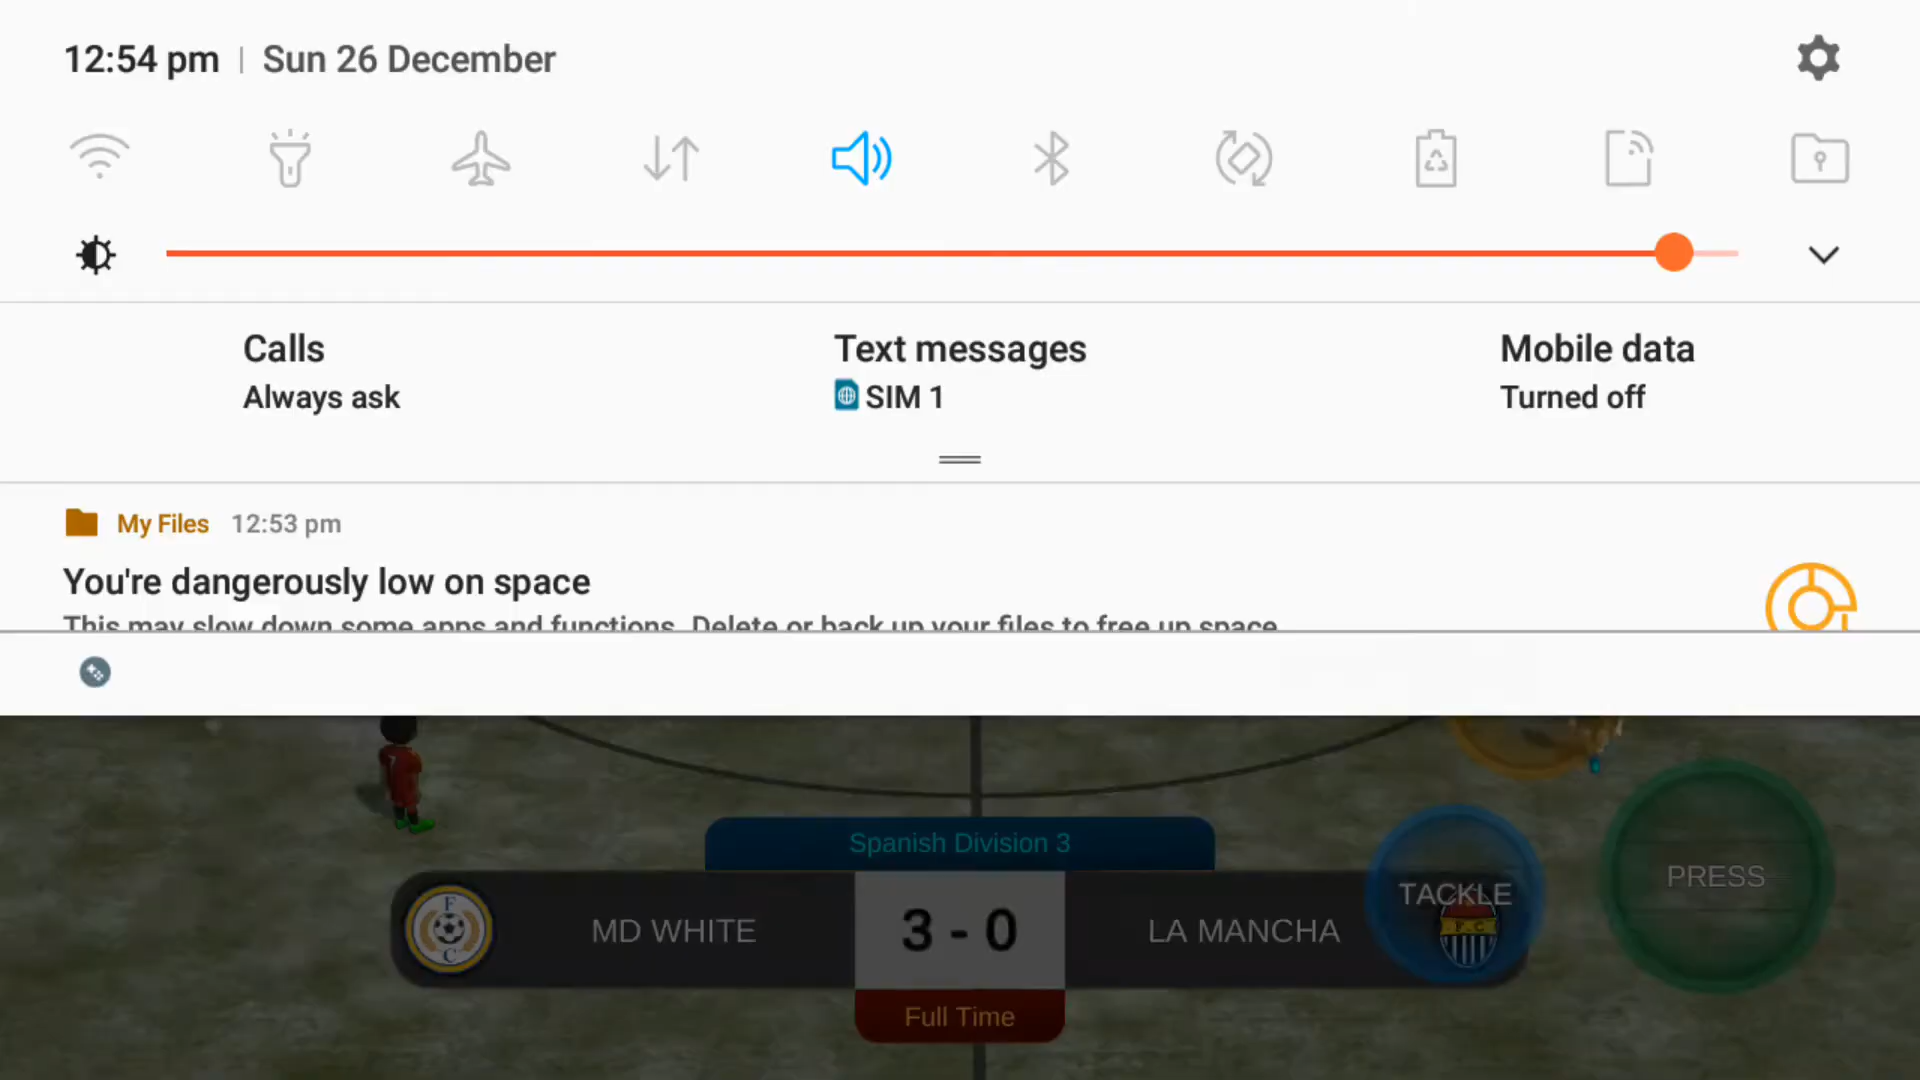 12:54 pm | Sun 26 December
Calls
Always ask
Text messages
SIM 1
Mobile data
Turned off
My Files 12:53 pm
You're dangerously low on space
This may slow down some apps and functions. Delete or back up your files to free up space
7
Spanish Division 3
F C
MD WHITE
3 - 0
LA MANCHA
F C
TACKLE
PRESS
Full Time